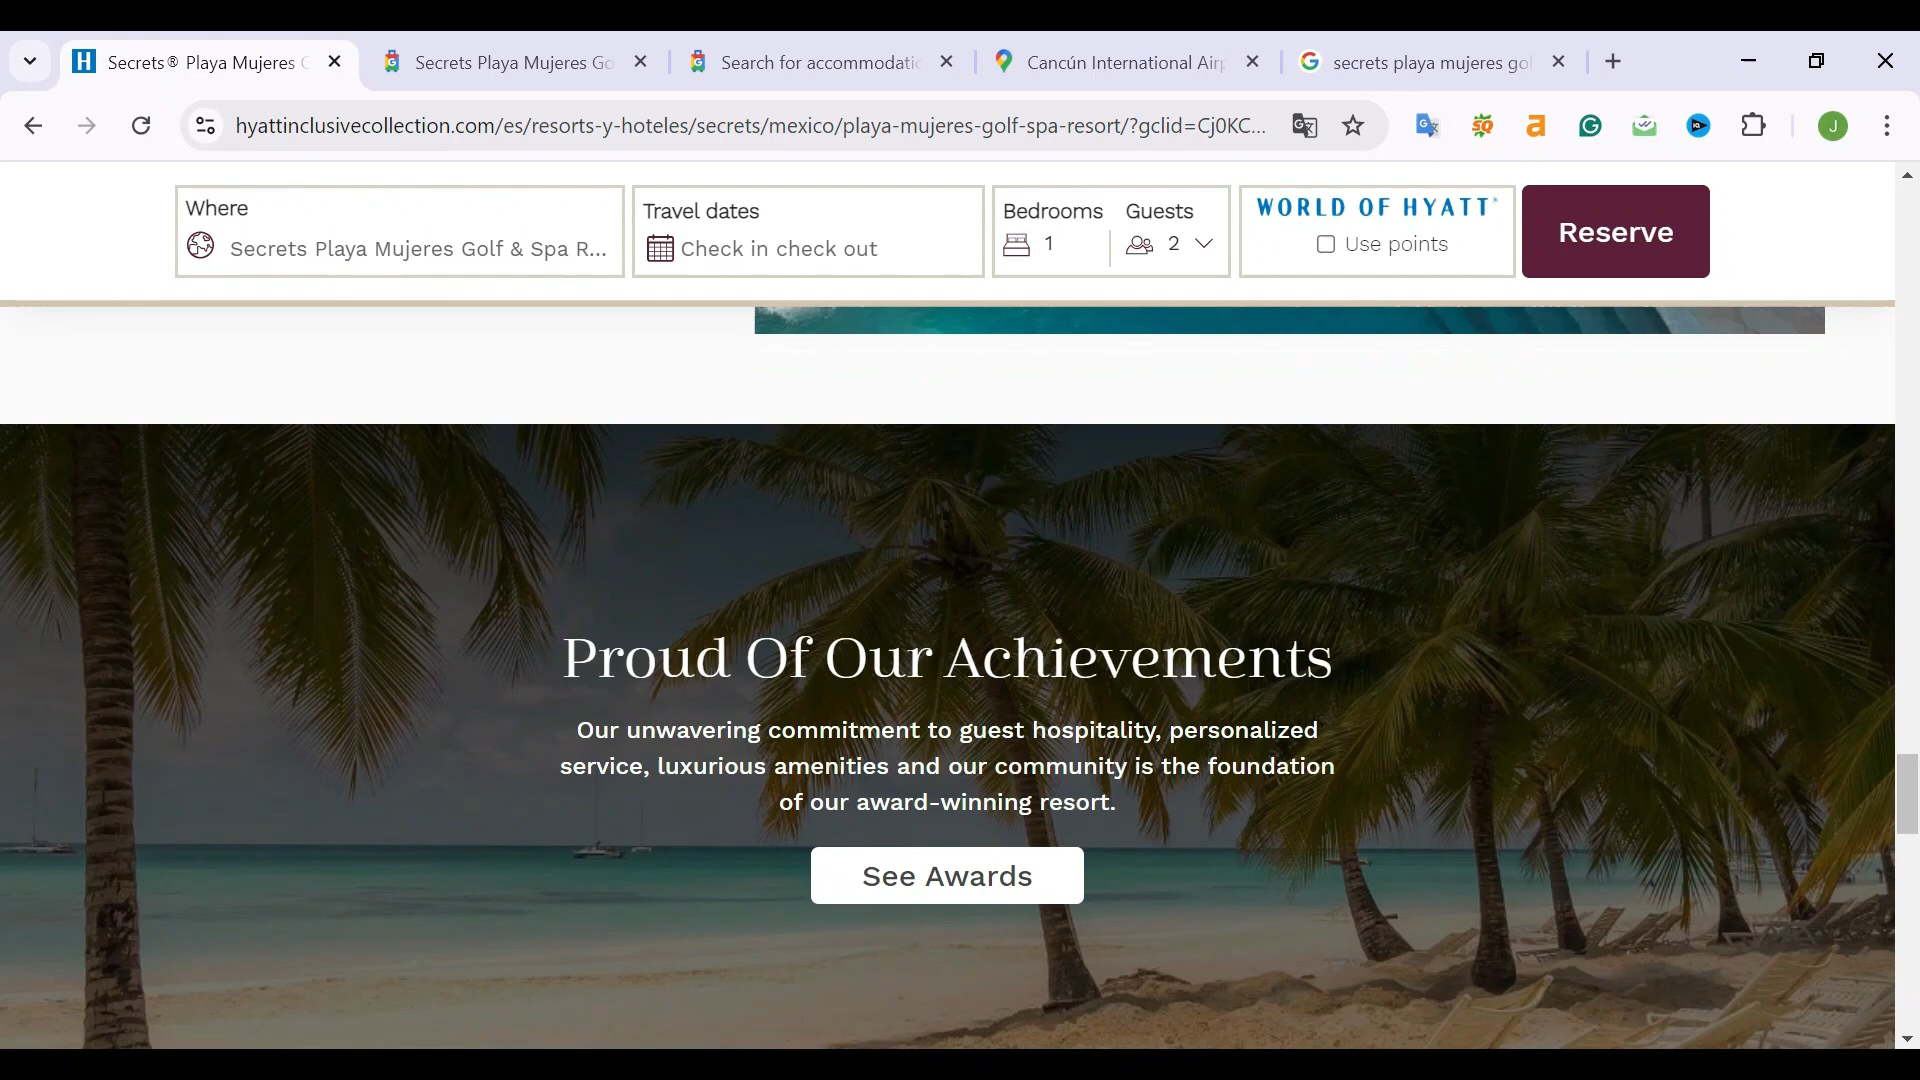 Secrets® Playa Mujeres
Secrets Playa Mujeres Go
Search for accommodatio
Cancún International Airp
secrets playa mujeres gol
hyattinclusivecollection.com/es/resorts-y-hoteles/secrets/mexico/playa-mujeres-golf-spa-resort/?gclid=Cj0KC...
J
Where
Secrets Playa Mujeres Golf & Spa R...
Travel dates
Check in check out
Bedrooms
1
Guests
2
WORLD OF HYATT
Use points
Reserve
Proud Of Our Achievements
Our unwavering commitment to guest hospitality, personalized
service, luxurious amenities and our community is the foundation
of our award-winning resort.
See Awards